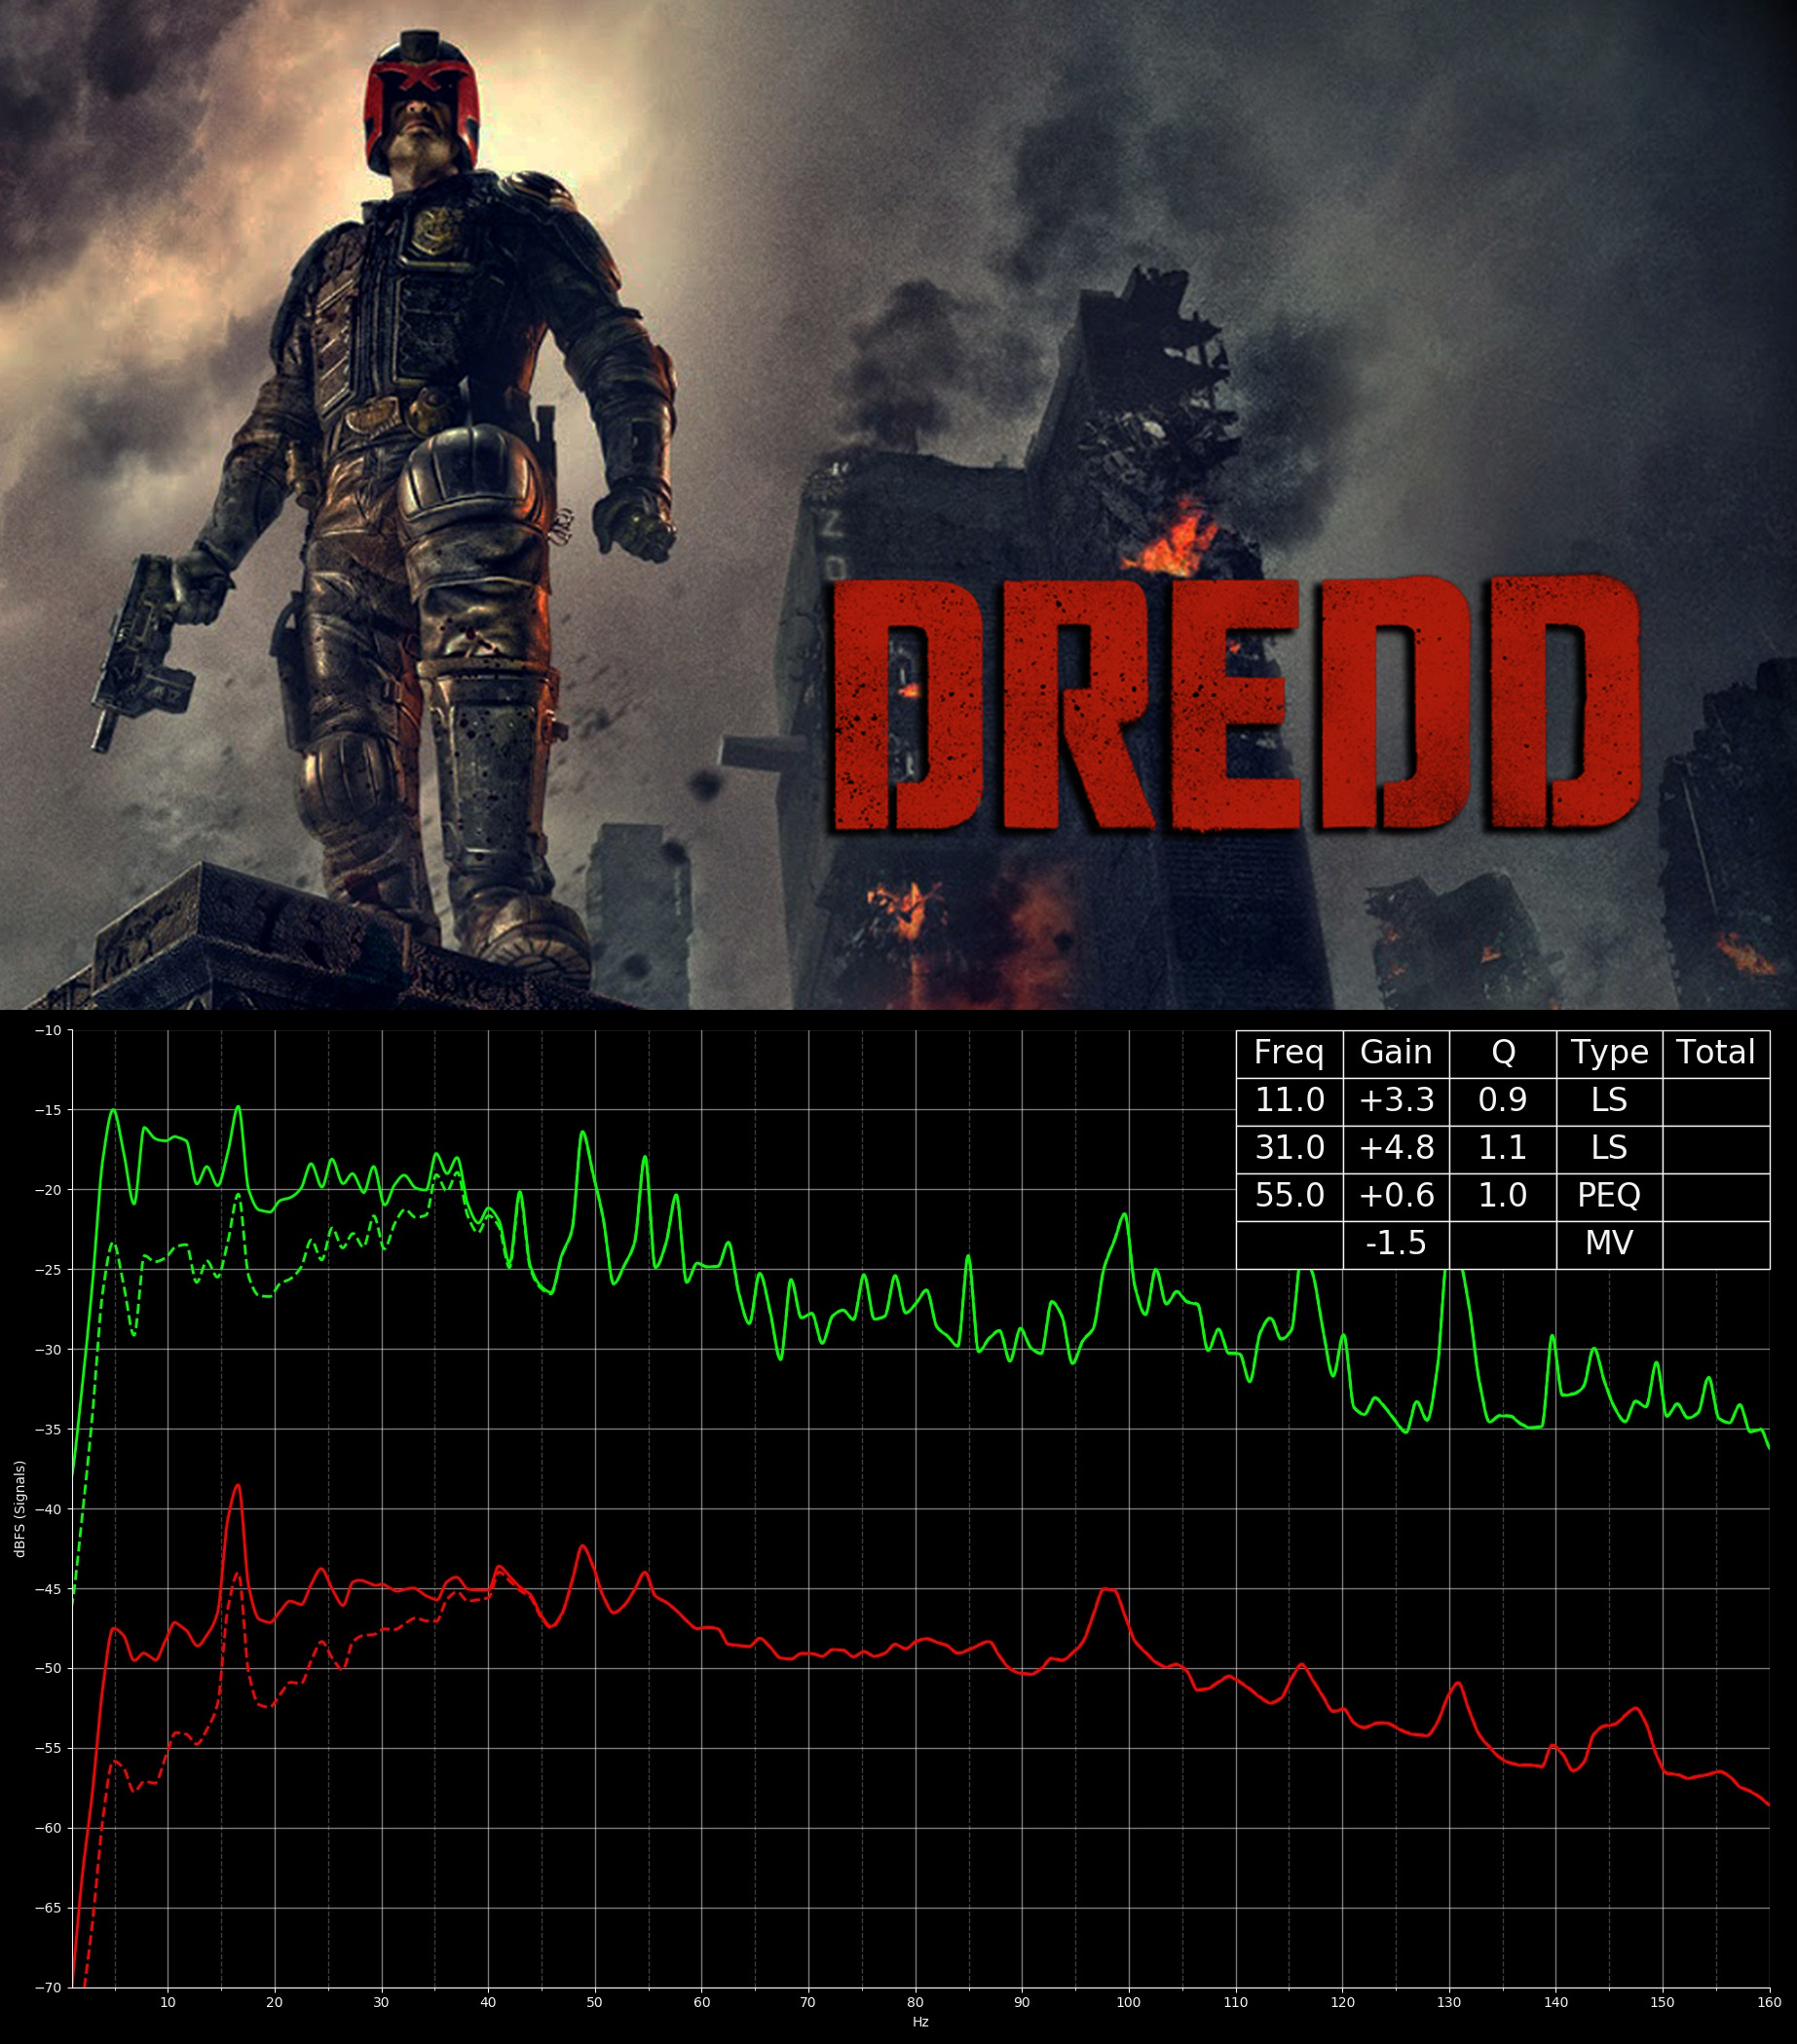 DREDD
Freq Gain Q Type Total
11.0 +3.3 0.9 LS
31.0 +4.8 1.1 LS
55.0 +0.6 1.0 PEQ
-1.5 MV
−10
−15
−20
−25
−30
−35
−40
−45
−50
−55
−60
−65
−70
dBFS (Signals)
10 20 30 40 50 60 70 80 90 100 110 120 130 140 150 160
Hz